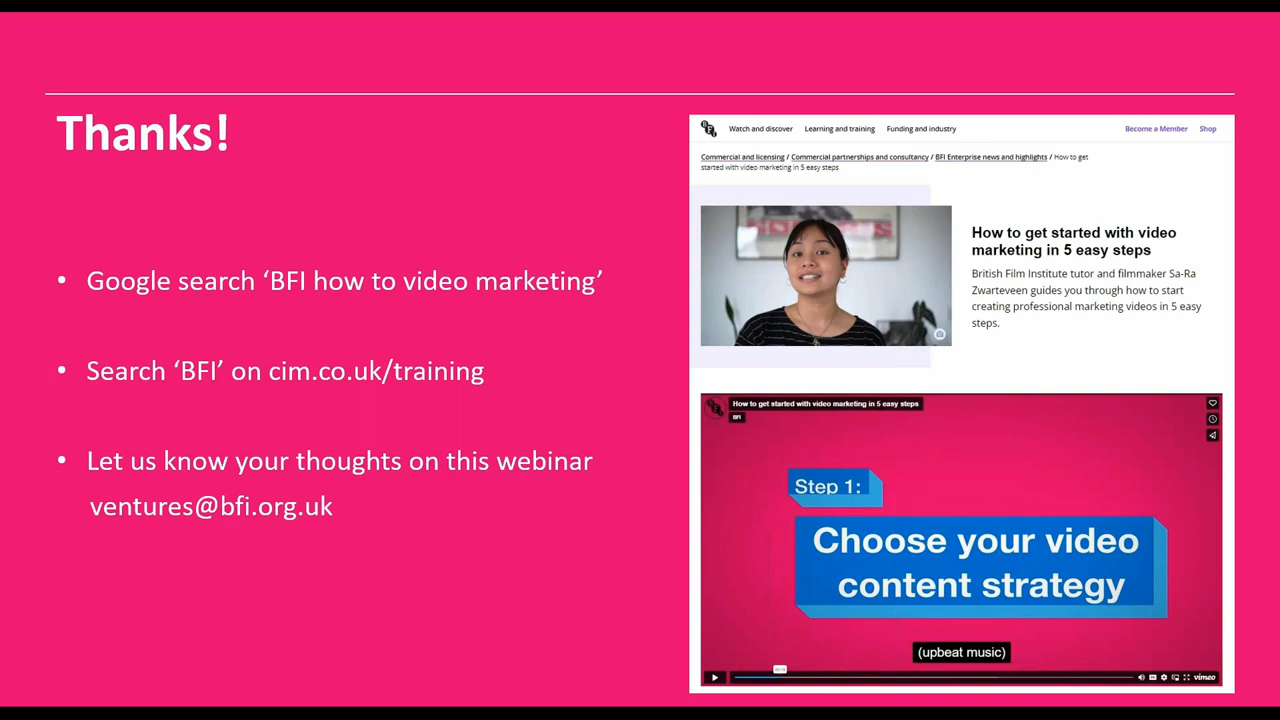 Thanks!
• Google search ‘BFI how to video marketing’
• Search ‘BFI’ on cim.co.uk/training
• Let us know your thoughts on this webinar
ventures@bfi.org.uk
BFI
Watch and discover
Learning and training
Funding and industry
Become a Member
Shop
Commercial and licensing / Commercial partnerships and consultancy / BFI Enterprise news and highlights / How to get
started with video marketing in 5 easy steps
How to get started with video
marketing in 5 easy steps
British Film Institute tutor and filmmaker Sa-Ra
Zwarteveen guides you through how to start
creating professional marketing videos in 5 easy
steps.
How to get started with video marketing in 5 easy steps
BFI
Step 1:
Choose your video
content strategy
(upbeat music)
vimeo